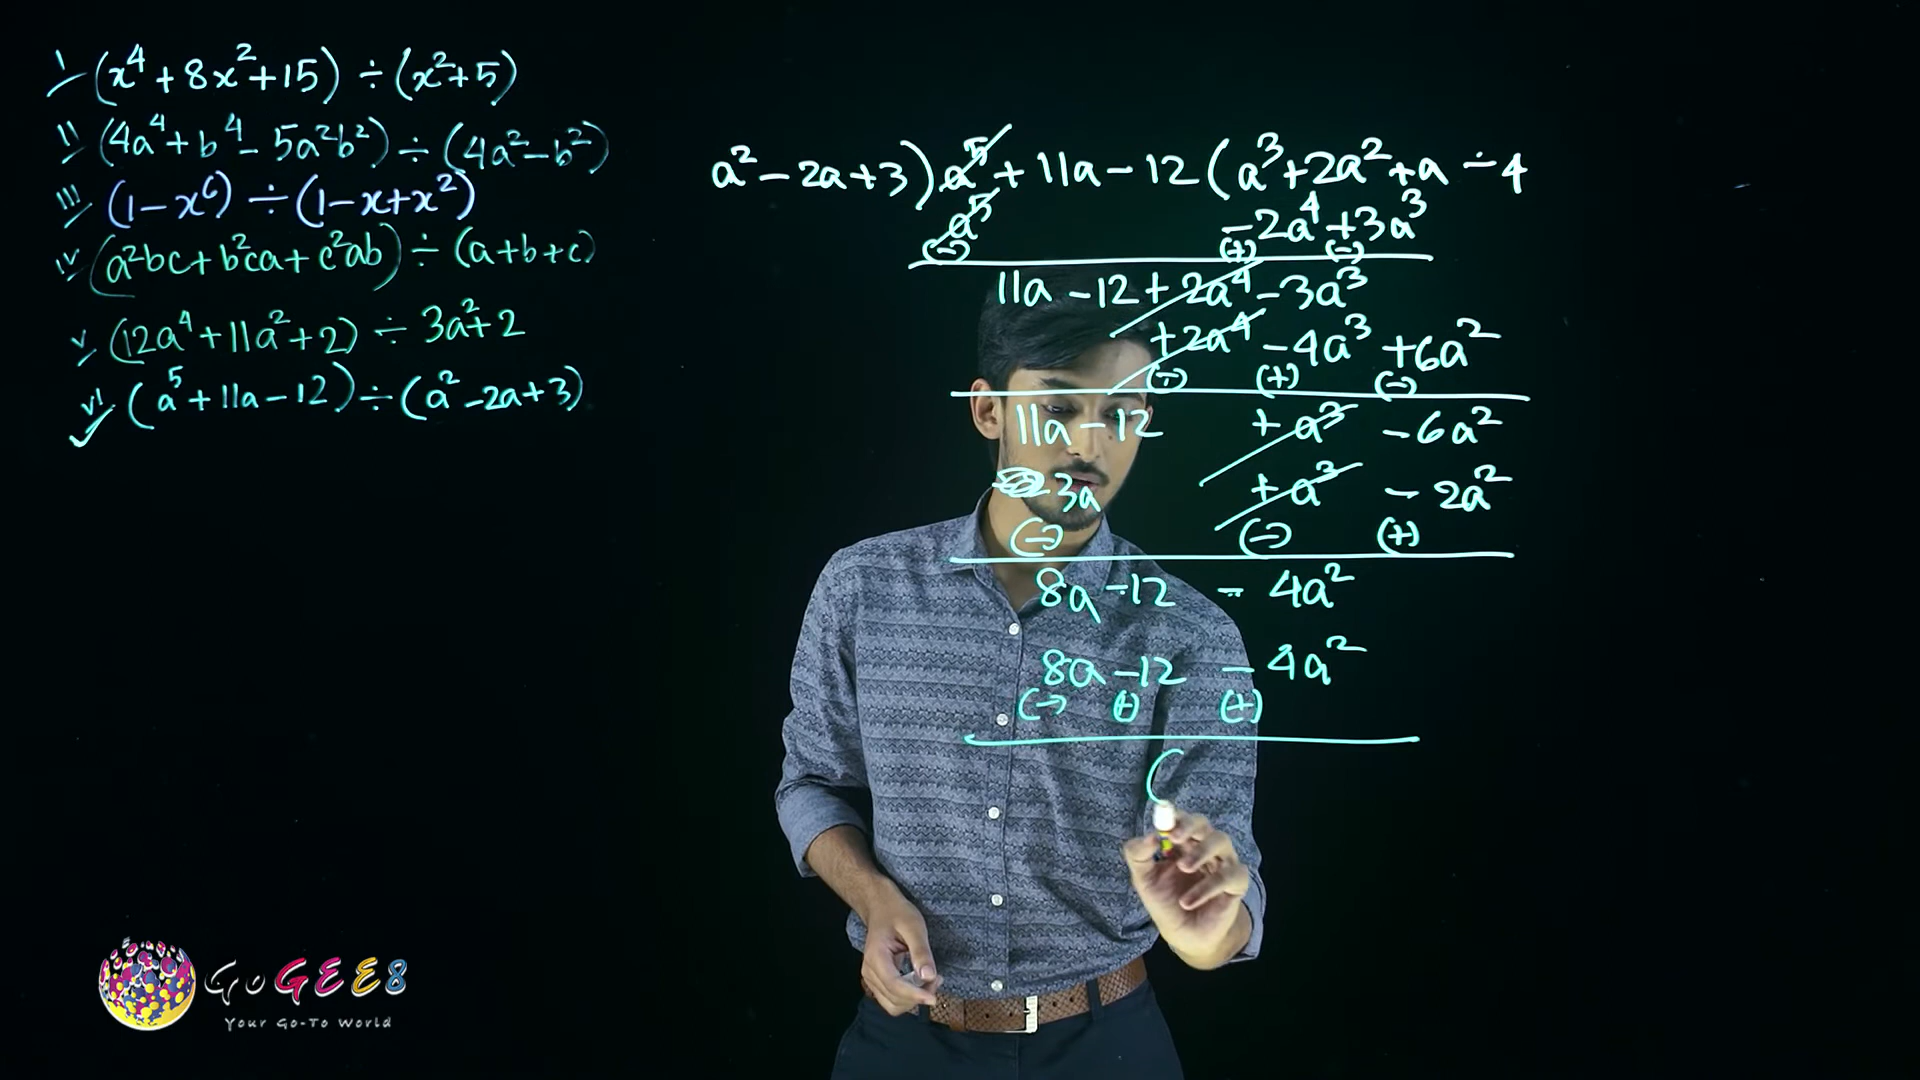 i (x⁴ + 8x² + 15) ÷ (x² + 5)
ii (4a⁴ + b⁴ - 5a²b²) ÷ (4a² - b²)
iii (1 - x⁶) ÷ (1 - x + x²)
iv (a²bc + b²ca + c²ab) ÷ (a + b + c)
v (12a⁴ + 11a² + 2) ÷ 3a² + 2
vi (a⁵ + 11a - 12) ÷ (a² - 2a + 3)
a² - 2a + 3) a⁵ + 11a - 12 (a³ + 2a² + a - 4
a⁵ - 2a⁴ + 3a³
(-) (+) (-)
11a - 12 + 2a⁴ - 3a³
+ 2a⁴ - 4a³ + 6a²
(-) (+) (-)
11a - 12 + a³ - 6a²
3a + a³ - 2a²
(-) (-) (+)
8a - 12 - 4a²
8a - 12 - 4a²
(-) (+) (+)
GoGEE8
Your Go-To World